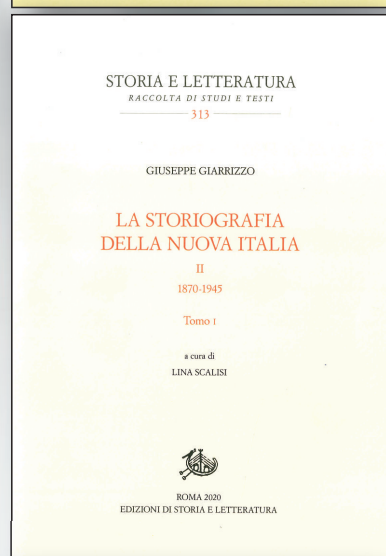 STORIA E LETTERATURA
RACCOLTA DI STUDI E TESTI
313
GIUSEPPE GIARRIZZO
LA STORIOGRAFIA
DELLA NUOVA ITALIA
II
1870-1945
Tomo I
a cura di
LINA SCALISI
ROMA 2020
EDIZIONI DI STORIA E LETTERATURA